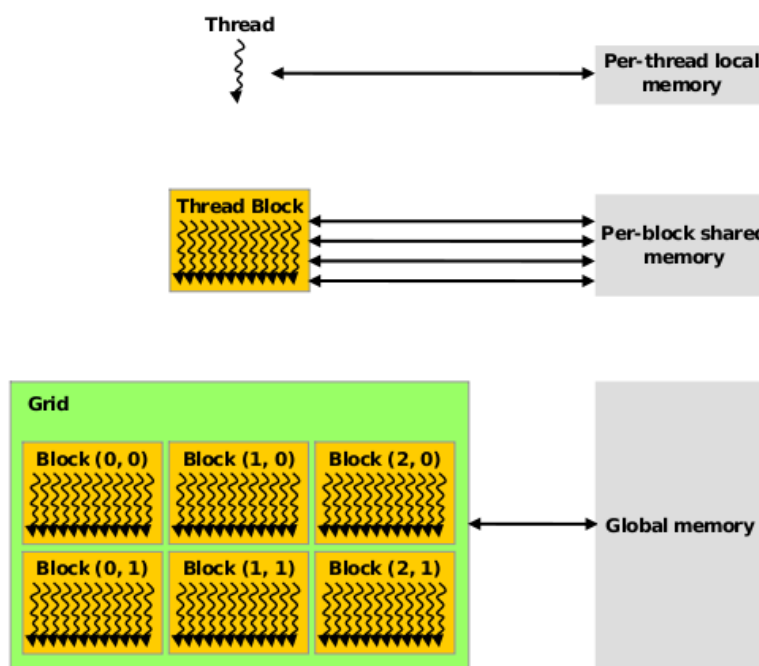 Thread
Per-thread local
memory
Thread Block
Per-block shared
memory
Grid
Block (0, 0) Block (1, 0) Block (2, 0)
Global memory
Block (0, 1) Block (1, 1) Block (2, 1)